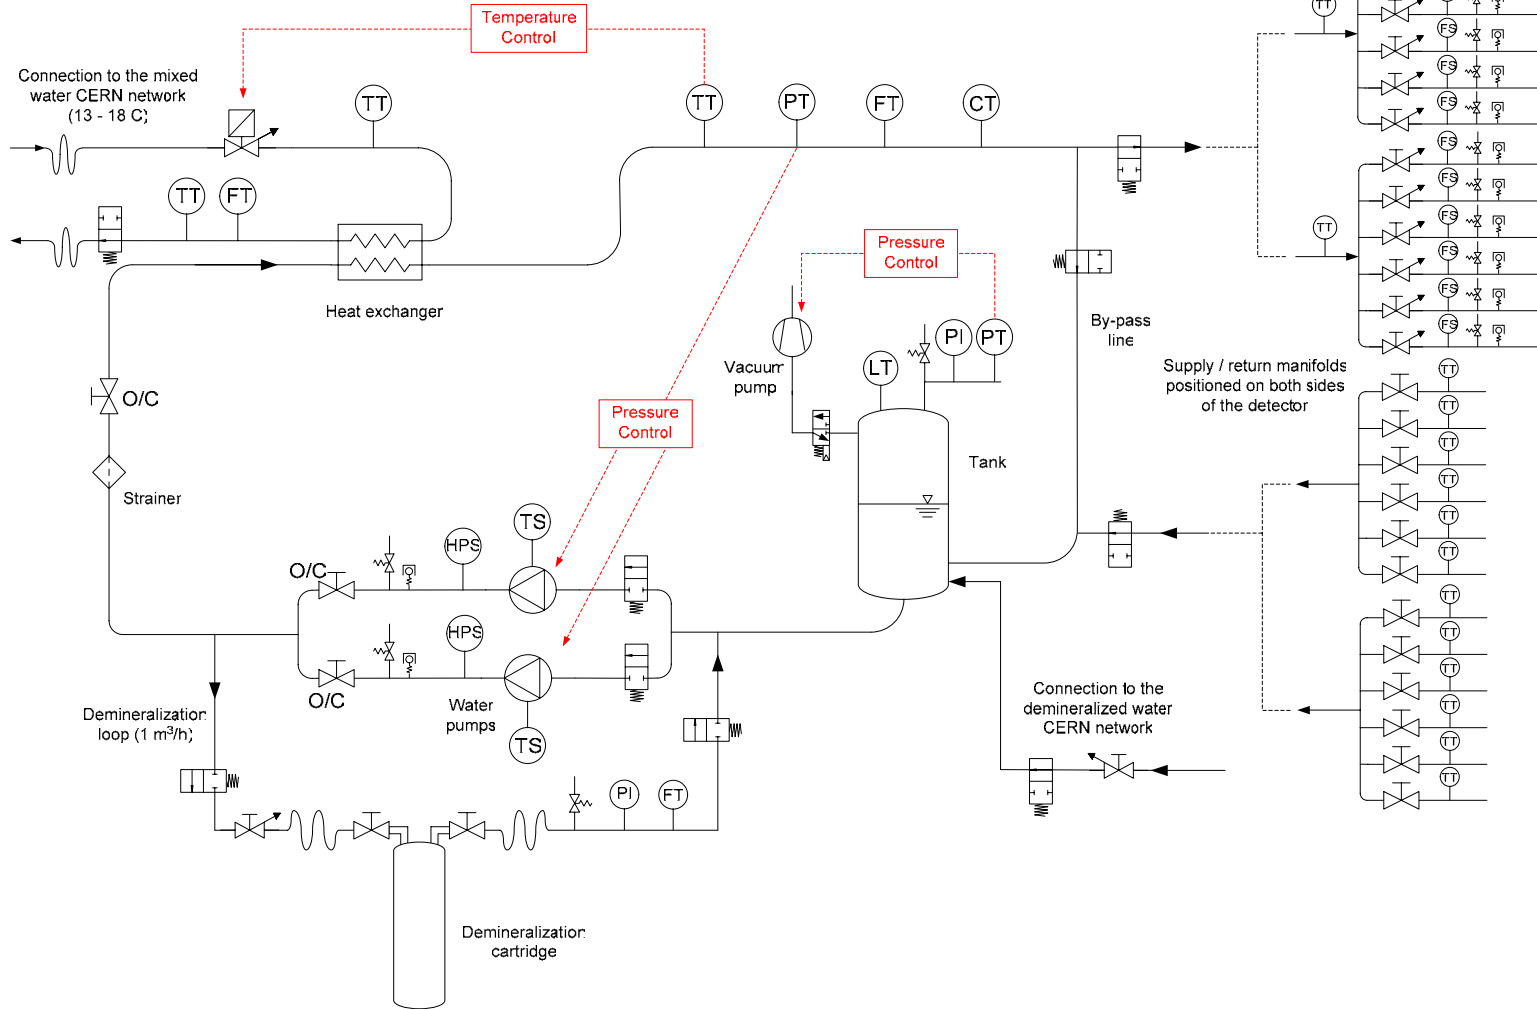 Temperature
Control
TT
Connection to the mixed
water CERN network
(13 - 18 C)
TT
TT
PT
FT
CT
FS
FS
FS
FS
FS
FS
FS
FS
FS
TT
TT
FT
TT
Pressure
Control
Heat exchanger
By-pass
line
Vacuum
pump
LT
PI
PT
Supply / return manifolds
positioned on both sides
of the detector
O/C
Pressure
Control
Tank
Strainer
TT
TT
TT
TT
TT
TT
TS
HPS
O/C
HPS
O/C
Water
pumps
TS
Demineralization
loop (1 m³/h)
Connection to the
demineralized water
CERN network
TT
TT
TT
TT
TT
TT
PI
FT
Demineralization
cartridge